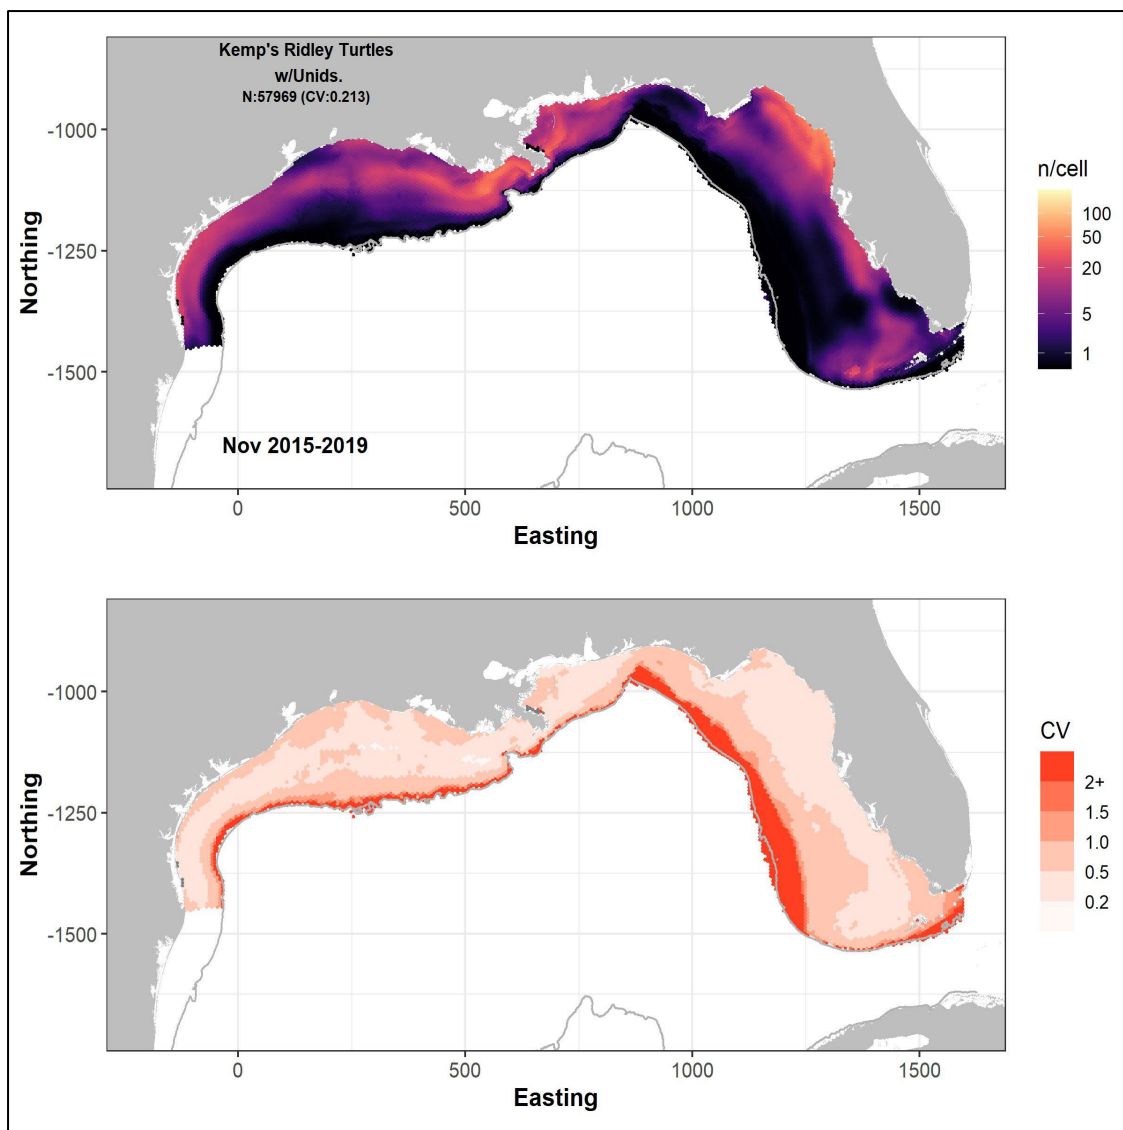 Kemp's Ridley Turtles
w/Unids.
N:57969 (CV:0.213)
-1000
-1250
-1500
Northing
Nov 2015-2019
0
500
1000
1500
Easting
n/cell
100
50
20
5
1
-1000
-1250
-1500
Northing
0
500
1000
1500
Easting
CV
2+
1.5
1.0
0.5
0.2